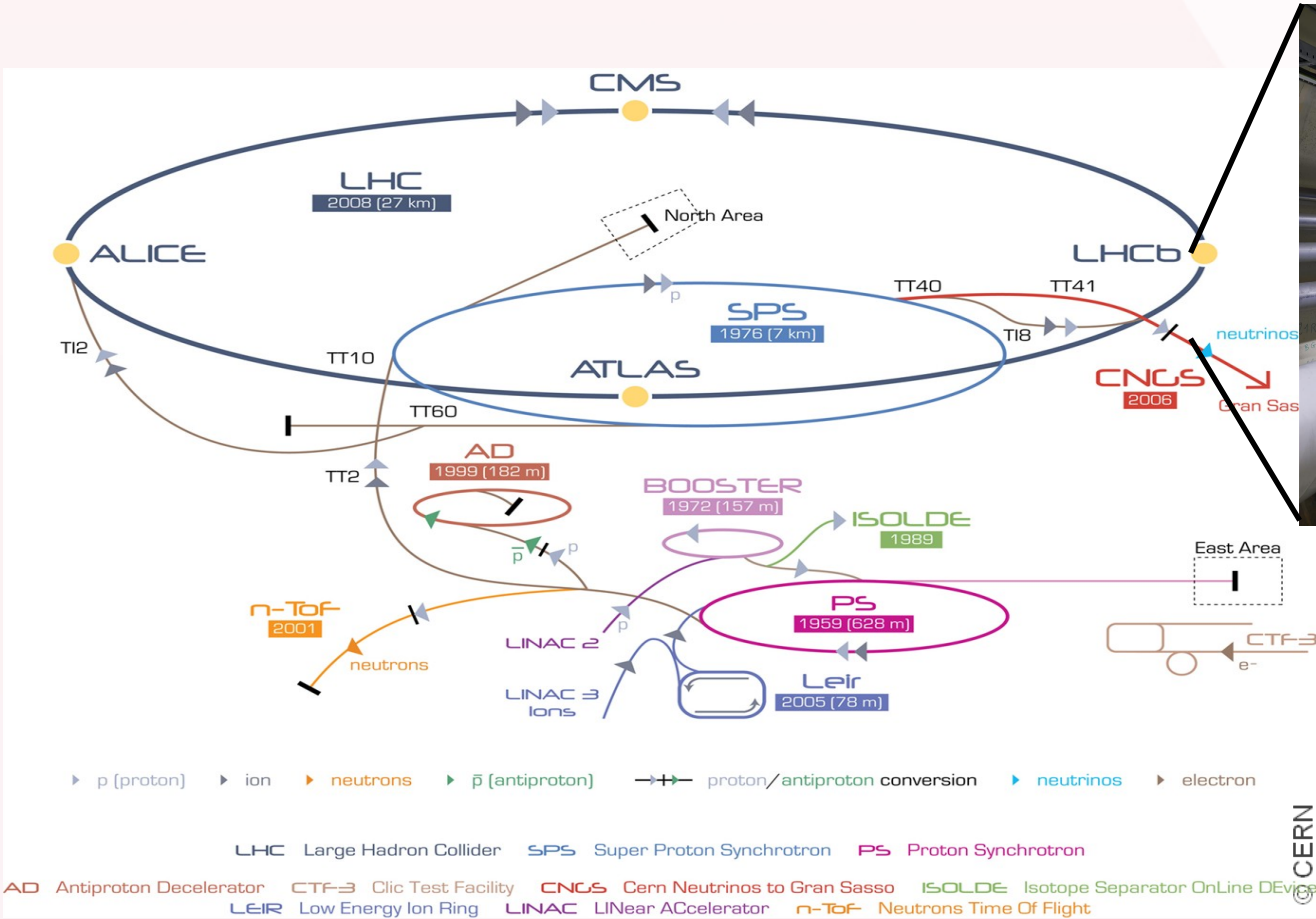 CMS
LHC
2008 (27 km)
North Area
ALICE
LHCb
TT40
TT41
p
SPS
1976 (7 km)
TI8
neutrinos
TI2
TT10
ATLAS
CNGS
2006
Gran Sas
TT60
AD
1999 (182 m)
TT2
BOOSTER
1972 (157 m)
ISOLDE
1989
p̅
p
East Area
n-ToF
2001
PS
1959 (628 m)
p
LINAC 2
neutrons
CTF-3
e-
Leir
2005 (78 m)
LINAC 3
Ions
p (proton) ion neutrons p̅ (antiproton) proton/antiproton conversion neutrinos electron
LHC Large Hadron Collider SPS Super Proton Synchrotron PS Proton Synchrotron
AD Antiproton Decelerator CTF-3 Clic Test Facility CNGS Cern Neutrinos to Gran Sasso ISOLDE Isotope Separator OnLine DEvice
LEIR Low Energy Ion Ring LINAC LINear ACcelerator n-ToF Neutrons Time Of Flight
© CERN